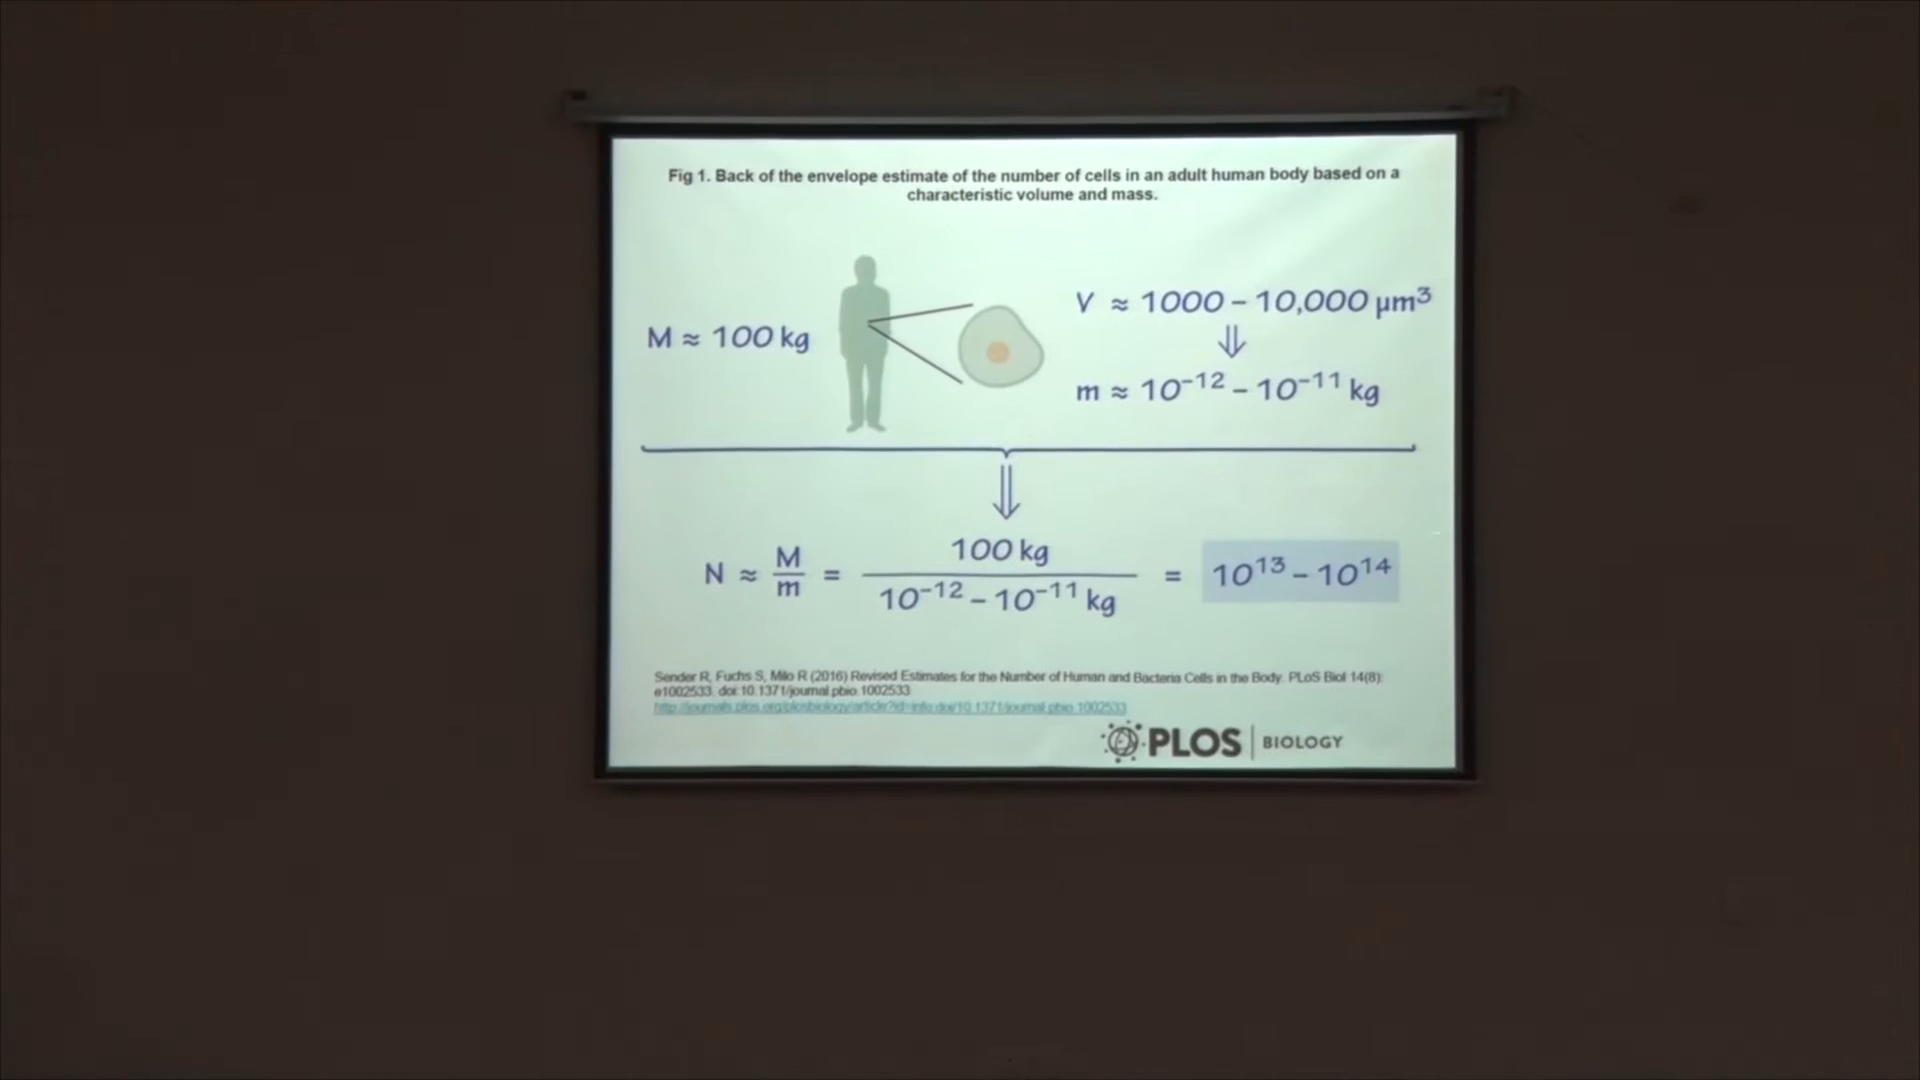 Fig 1. Back of the envelope estimate of the number of cells in an adult human body based on a
characteristic volume and mass.
M ≈ 100 kg
V ≈ 1000 – 10,000 µm³
⇓
m ≈ 10⁻¹² – 10⁻¹¹ kg
⇓
N ≈ M/m = 100 kg / 10⁻¹² – 10⁻¹¹ kg = 10¹³ – 10¹⁴
Sender R, Fuchs S, Milo R (2016) Revised Estimates for the Number of Human and Bacteria Cells in the Body. PLoS Biol 14(8):
e1002533. doi:10.1371/journal.pbio.1002533
http://journals.plos.org/plosbiology/article?id=info:doi/10.1371/journal.pbio.1002533
PLOS | BIOLOGY